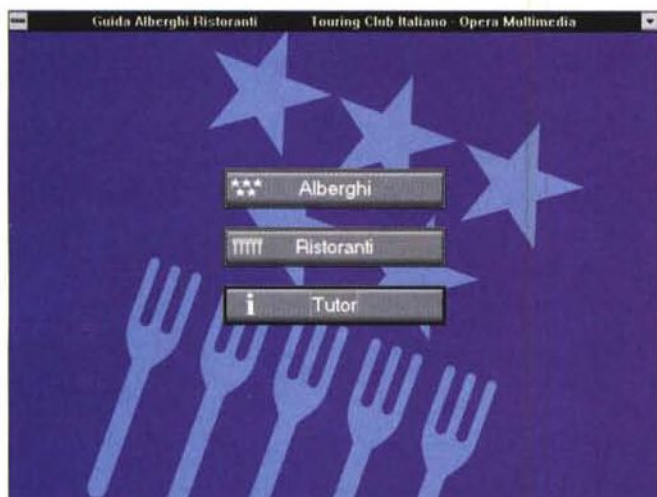 Guida Alberghi Ristoranti Touring Club Italiano - Opera Multimedia
Alberghi
Ristoranti
Tutor